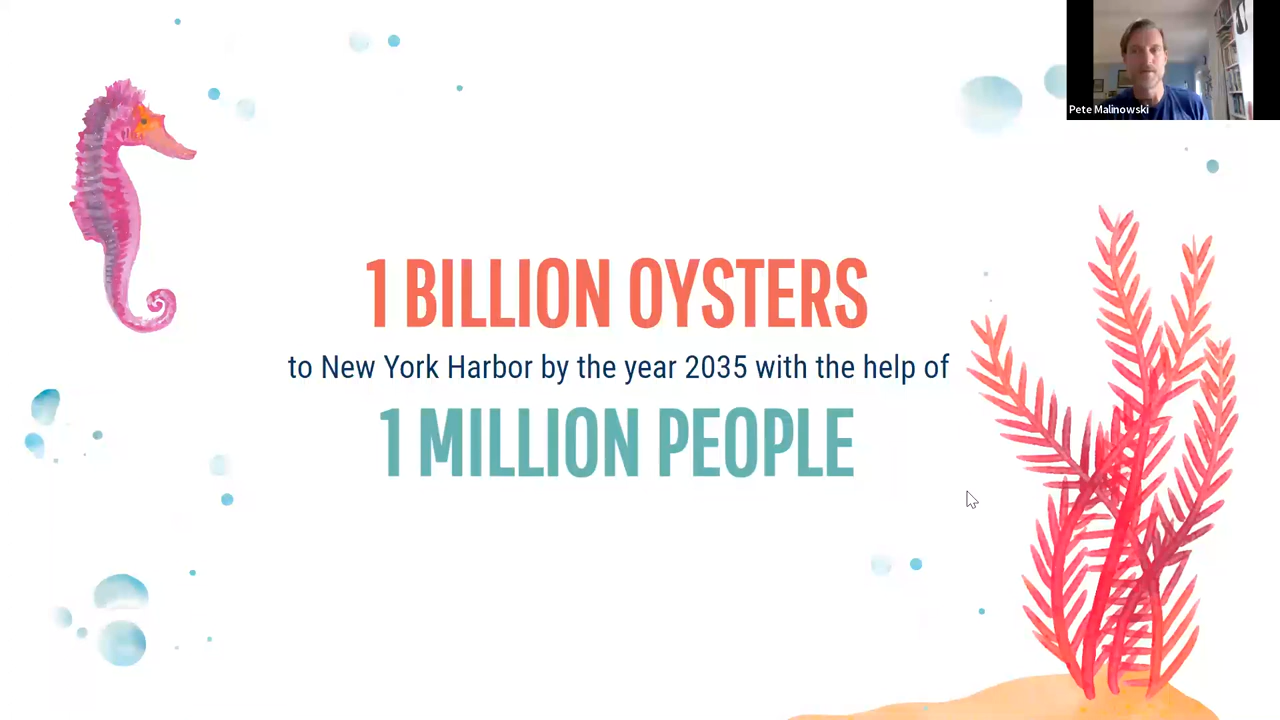 Pete Malinowski
1 BILLION OYSTERS
to New York Harbor by the year 2035 with the help of
1 MILLION PEOPLE